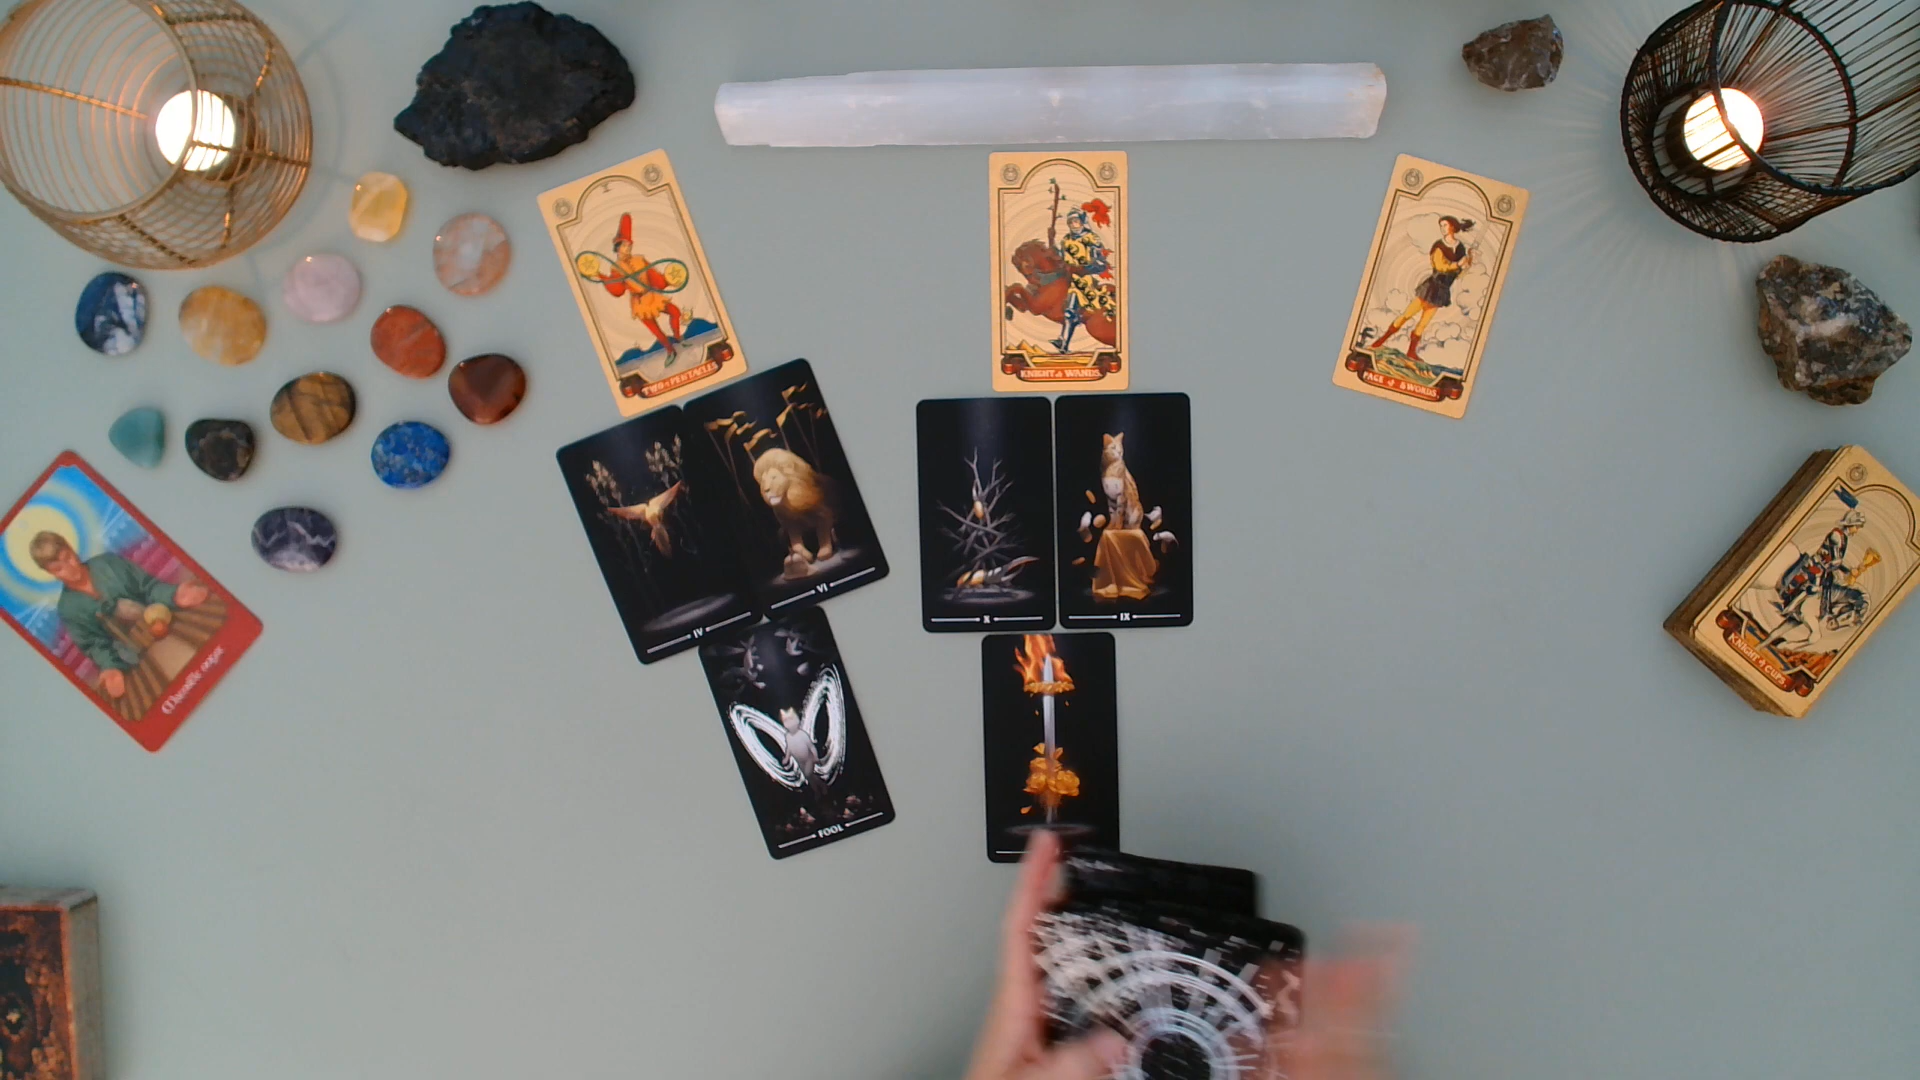 TWO of PENTACLES
KNIGHT of WANDS
PAGE of SWORDS
IV
VI
X
IX
KNIGHT of CUPS
FOOL